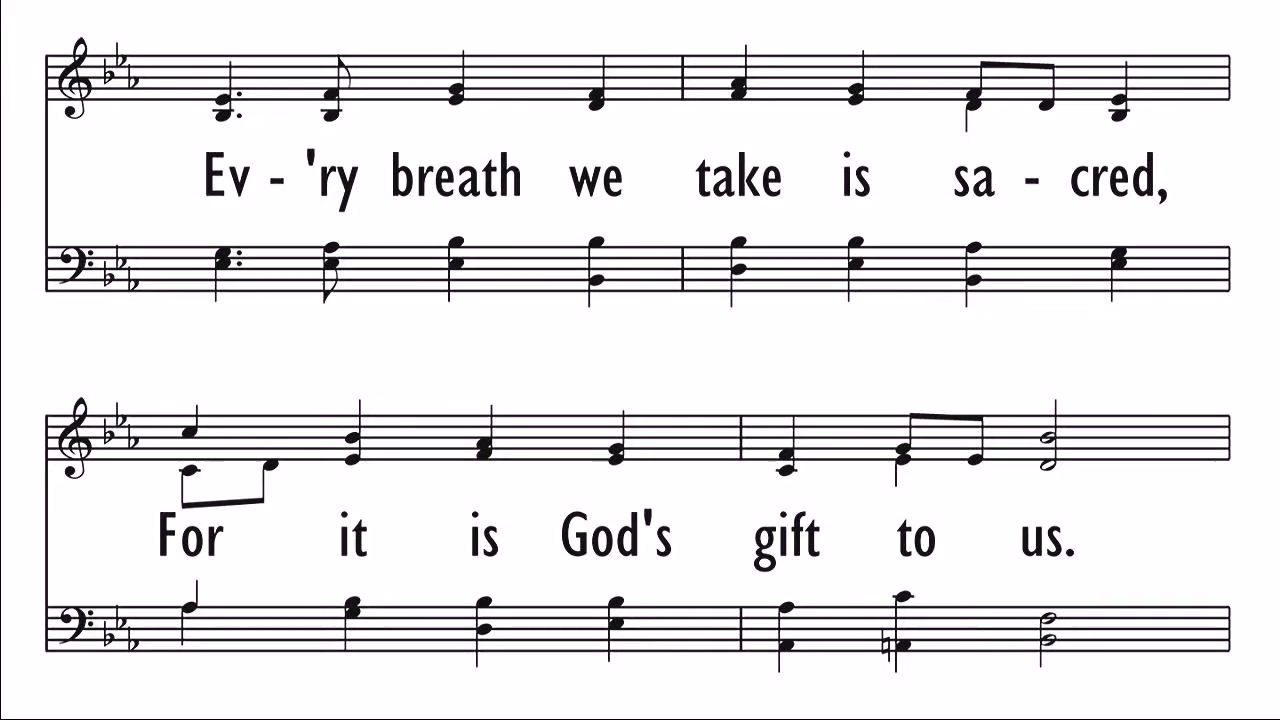 Ev - 'ry breath we take is sa - cred,
For it is God's gift to us.